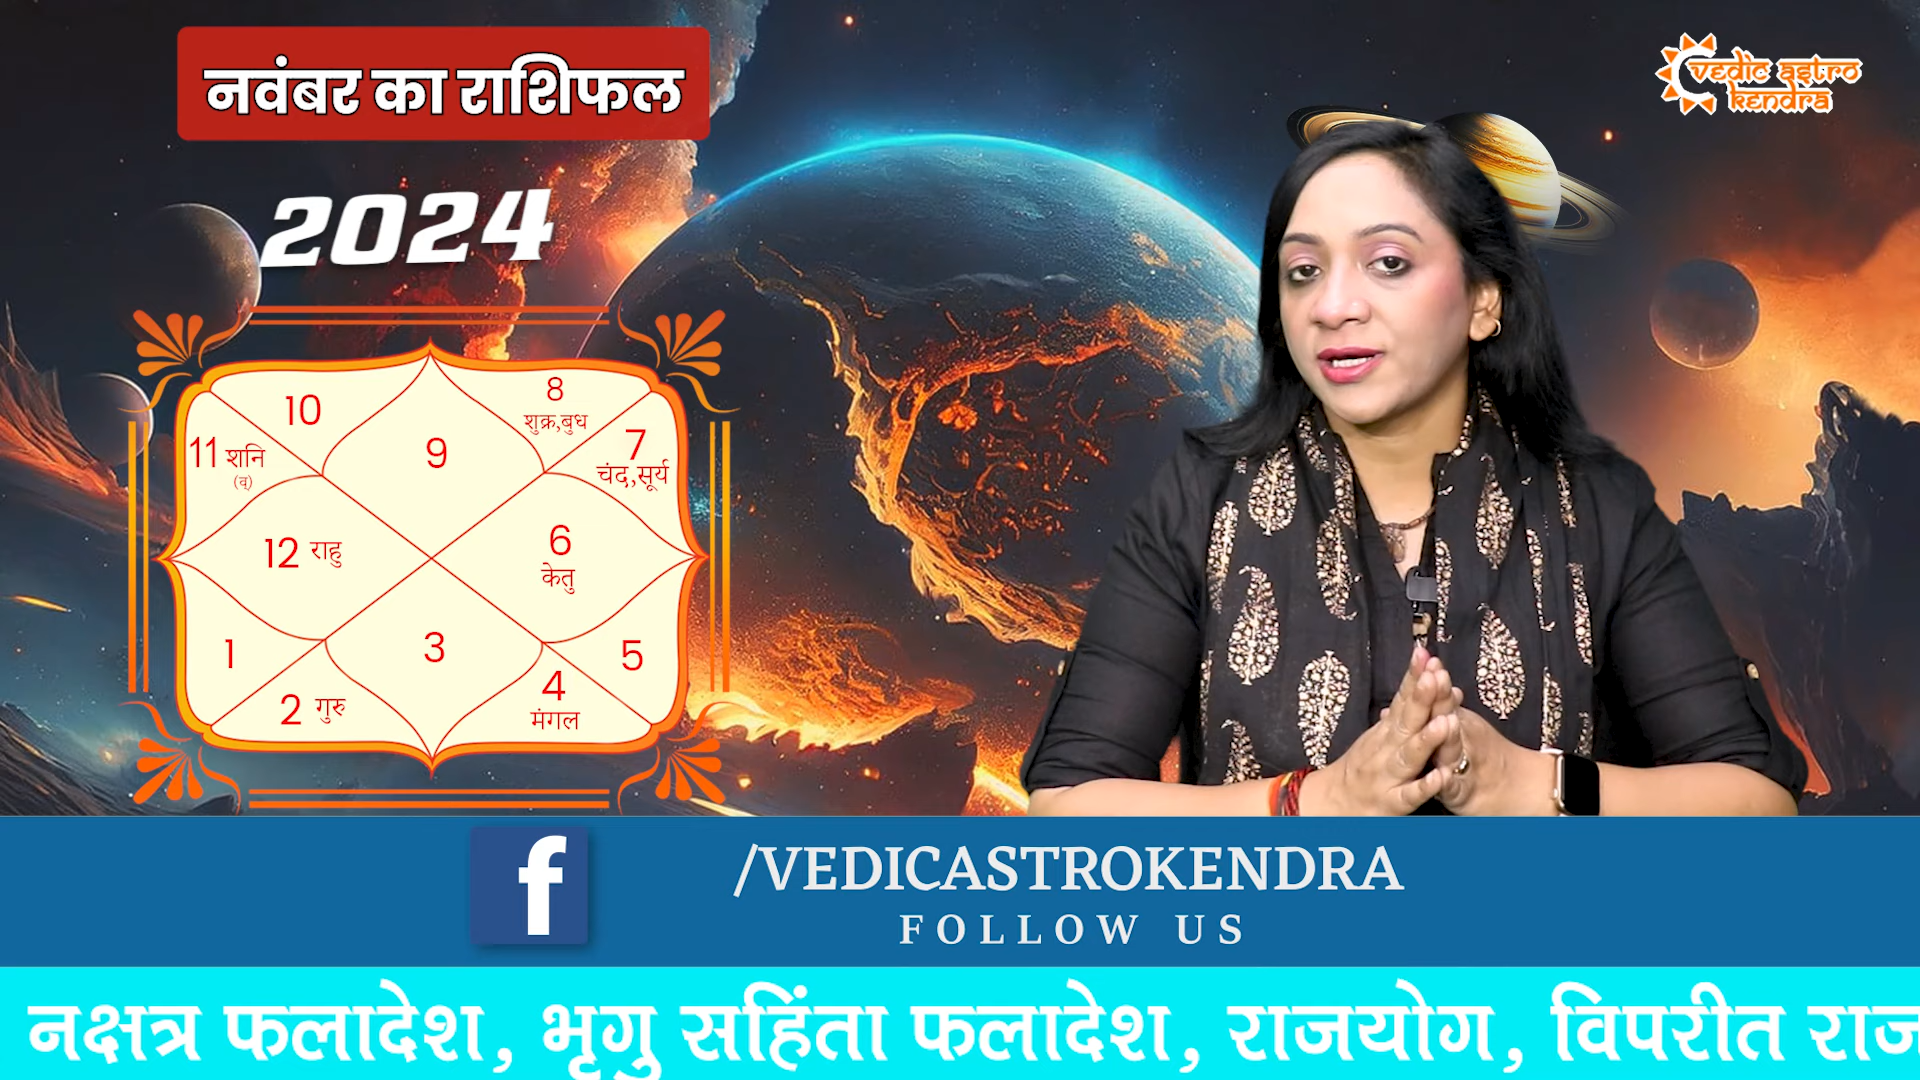 नवंबर का राशिफल
vedic astro
kendra
2024
10
8
शुक्र,बुध
9
7
चंद,सूर्य
11 शनि
(व)
12 राहु
6
केतु
1
3
5
2 गुरु
4
मंगल
f
/VEDICASTROKENDRA
FOLLOW US
नक्षत्र फलादेश, भृगु सहिंता फलादेश, राजयोग, विपरीत राज